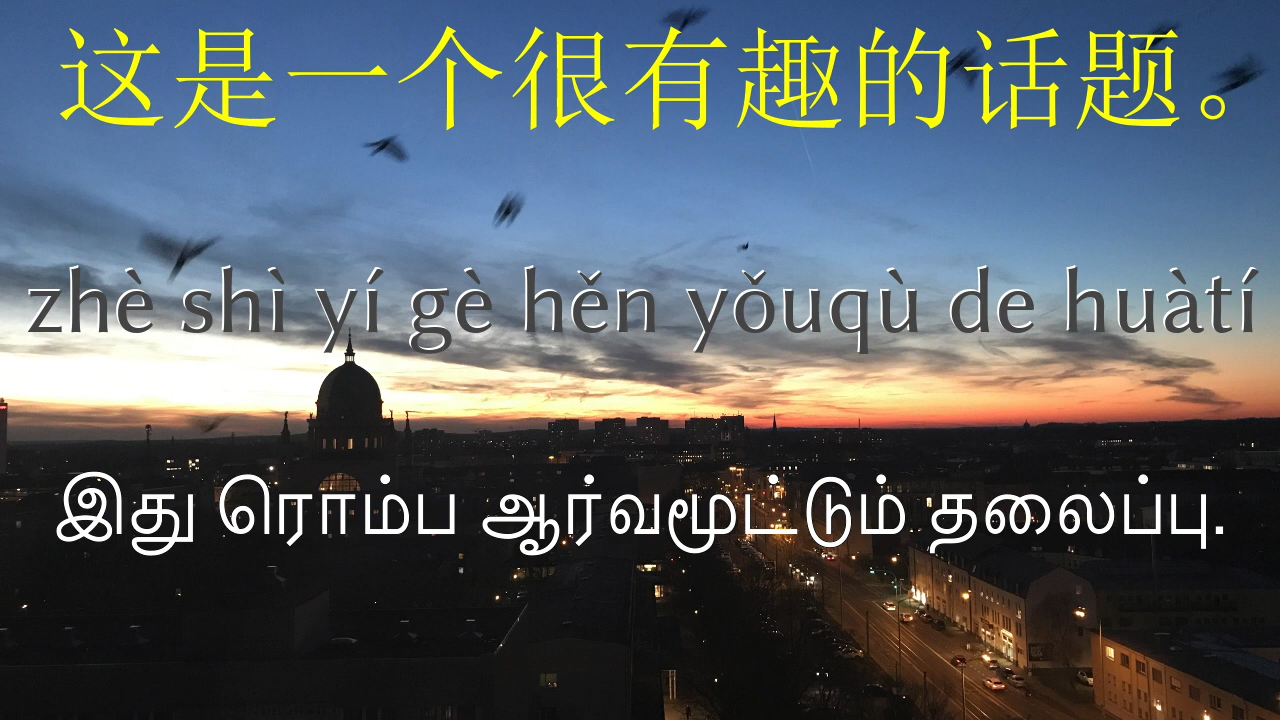 这是一个很有趣的话题。
zhè shì yí gè hěn yǒuqù de huàtí
இது ரொம்ப ஆர்வமூட்டும் தலைப்பு.